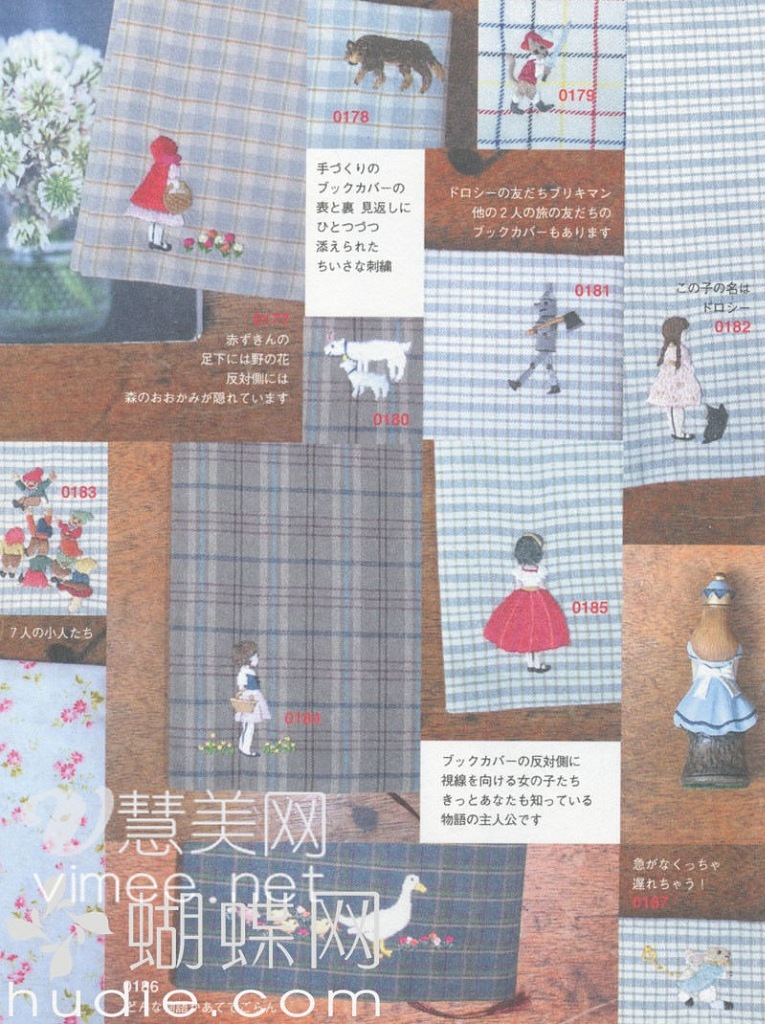 0178
0179
手づくりの
ブックカバーの
表と裏 見返しに
ひとつづつ
添えられた
ちいさな刺繍
ドロシーの友だちブリキマン
他の2人の旅の友だちの
ブックカバーもあります
0181
この子の名は
ドロシー
0182
0177
赤ずきんの
足下には野の花
反対側には
森のおおかみが隠れています
0180
0183
7人の小人たち
0184
0185
ブックカバーの反対側に
視線を向ける女の子たち
きっとあなたも知っている
物語の主人公です
慧美网
vimee.net
蝴蝶网
hudie.com
0186
急がなくっちゃ
遅れちゃう!
0187